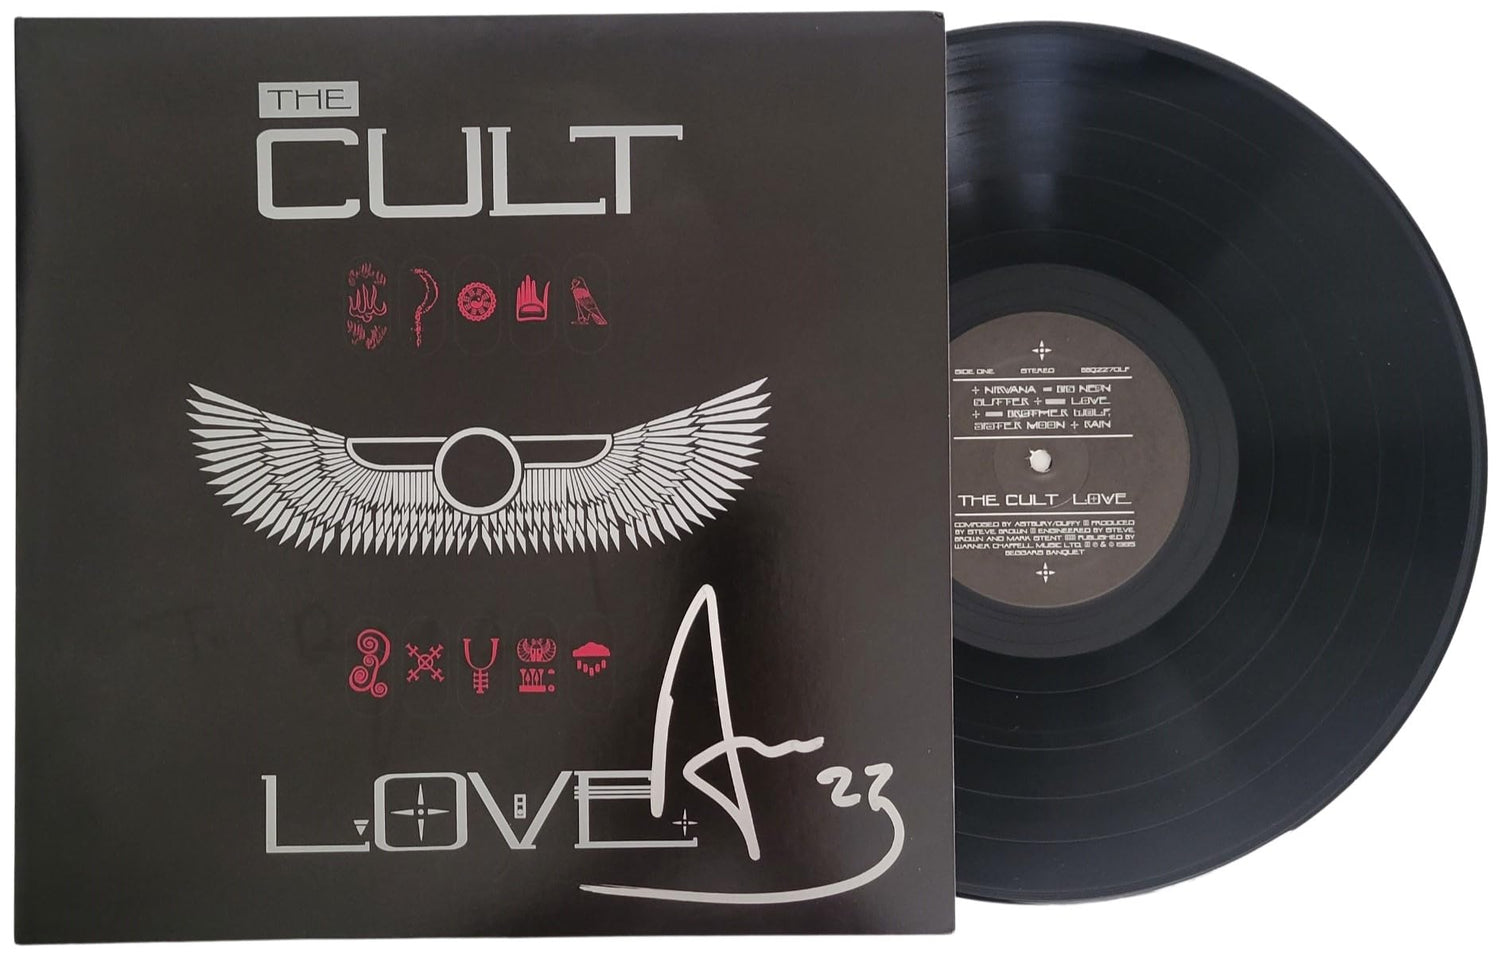 THE
CULT
LOVE
23
SIDE ONE STEREO BBQ2270LP
+ NIRVANA BIG NEON
GLITTER + LOVE
+ BROTHER WOLF,
SISTER MOON + RAIN
THE CULT / LOVE
COMPOSED BY ASTBURY/DUFFY PRODUCED
BY STEVE BROWN ENGINEERED BY STEVE
BROWN AND MARK STENT PUBLISHED BY
WARNER CHAPPELL MUSIC LTD. ℗ & © 1985
BEGGARS BANQUET